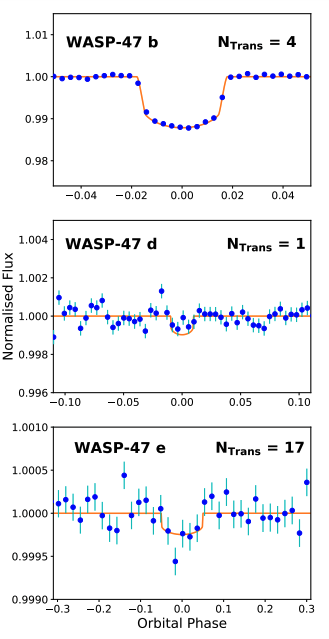 WASP-47 b
N_Trans = 4
1.01
1.00
0.99
0.98
−0.04 −0.02 0.00 0.02 0.04
WASP-47 d
N_Trans = 1
1.004
1.002
1.000
0.998
0.996
−0.10 −0.05 0.00 0.05 0.10
Normalised Flux
WASP-47 e
N_Trans = 17
1.0010
1.0005
1.0000
0.9995
0.9990
−0.3 −0.2 −0.1 0.0 0.1 0.2 0.3
Orbital Phase